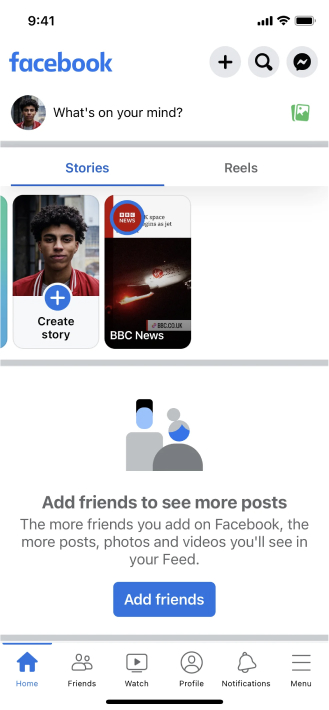 9:41
facebook
What's on your mind?
Stories
Reels
Create
story
BBC
NEWS
K space
gins as jet
BBC.CO.UK
BBC News
Add friends to see more posts
The more friends you add on Facebook, the
more posts, photos and videos you'll see in
your Feed.
Add friends
Home
Friends
Watch
Profile
Notifications
Menu